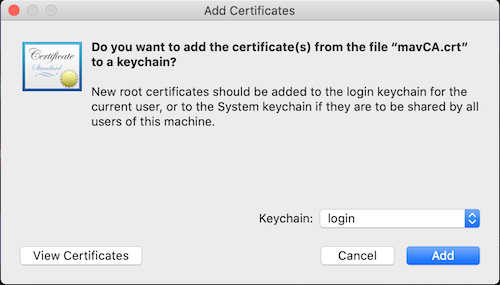 Add Certificates
Certificate
Standard
Do you want to add the certificate(s) from the file “mavCA.crt”
to a keychain?
New root certificates should be added to the login keychain for the
current user, or to the System keychain if they are to be shared by all
users of this machine.
Keychain:
login
View Certificates
Cancel
Add